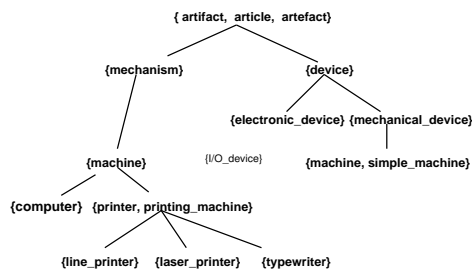 { artifact, article, artefact}
{mechanism} {device}
{electronic_device} {mechanical_device}
{machine} {I/O_device} {machine, simple_machine}
{computer} {printer, printing_machine}
{line_printer} {laser_printer} {typewriter}